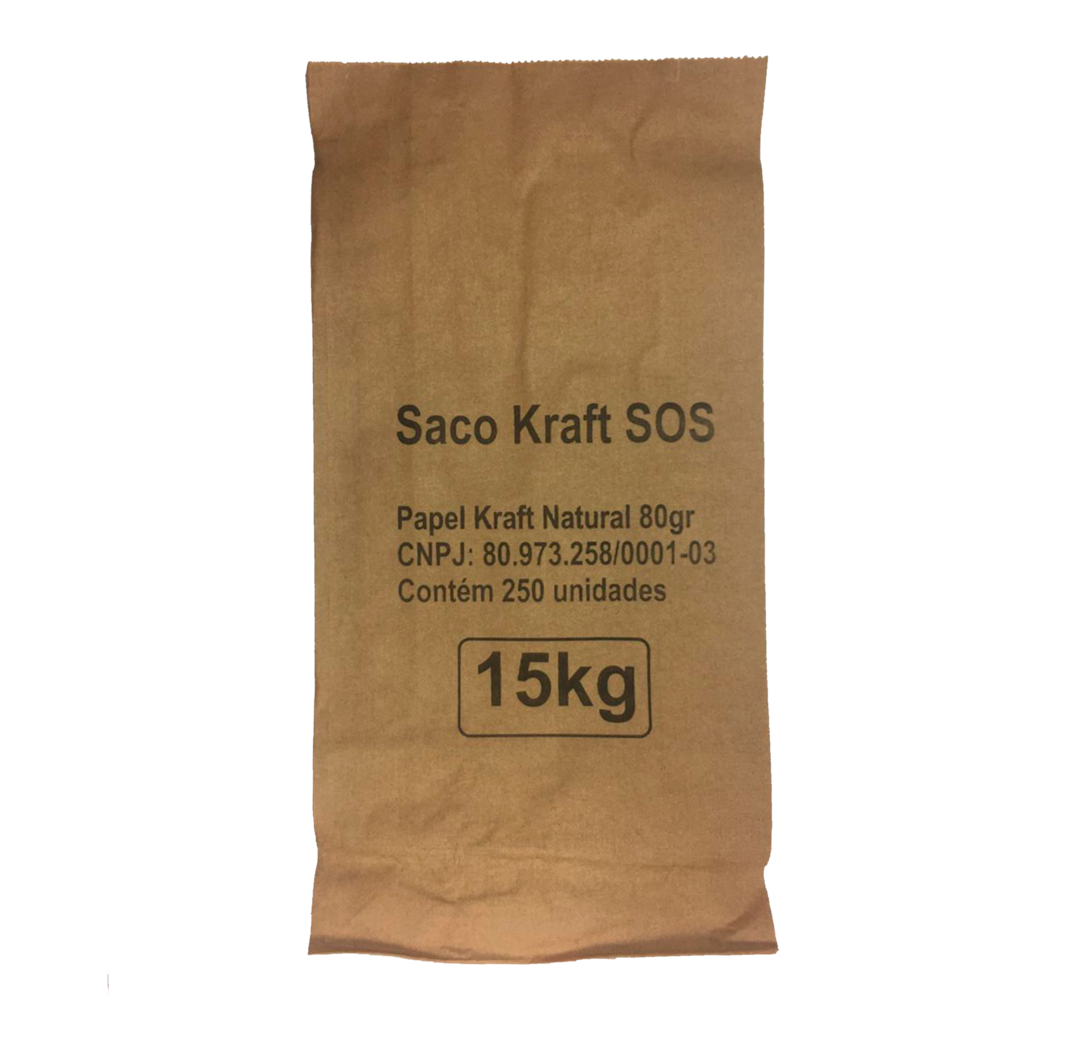 Saco Kraft SOS
Papel Kraft Natural 80gr
CNPJ: 80.973.258/0001-03
Contém 250 unidades
15kg